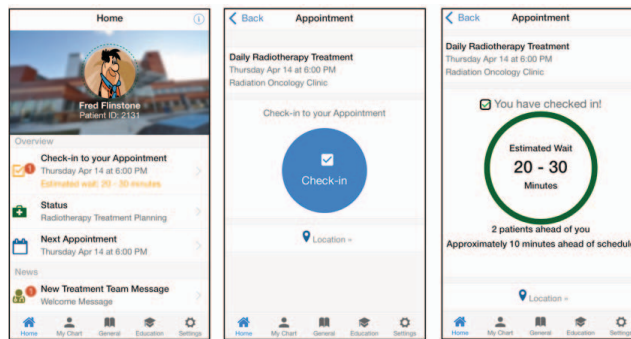 Home
Fred Flinstone
Patient ID: 2131
Overview
Check-in to your Appointment
Thursday Apr 14 at 6:00 PM
Estimated wait: 20 - 30 minutes
Status
Radiotherapy Treatment Planning
Next Appointment
Thursday Apr 14 at 6:00 PM
News
New Treatment Team Message
Welcome Message
Home My Chart General Education Settings
Back Appointment
Daily Radiotherapy Treatment
Thursday Apr 14 at 6:00 PM
Radiation Oncology Clinic
Check-in to your Appointment
Check-in
Location
Home My Chart General Education Settings
Back Appointment
Daily Radiotherapy Treatment
Thursday Apr 14 at 6:00 PM
Radiation Oncology Clinic
You have checked in!
Estimated Wait
20 - 30
Minutes
2 patients ahead of you
Approximately 10 minutes ahead of schedule
Location
Home My Chart General Education Settings